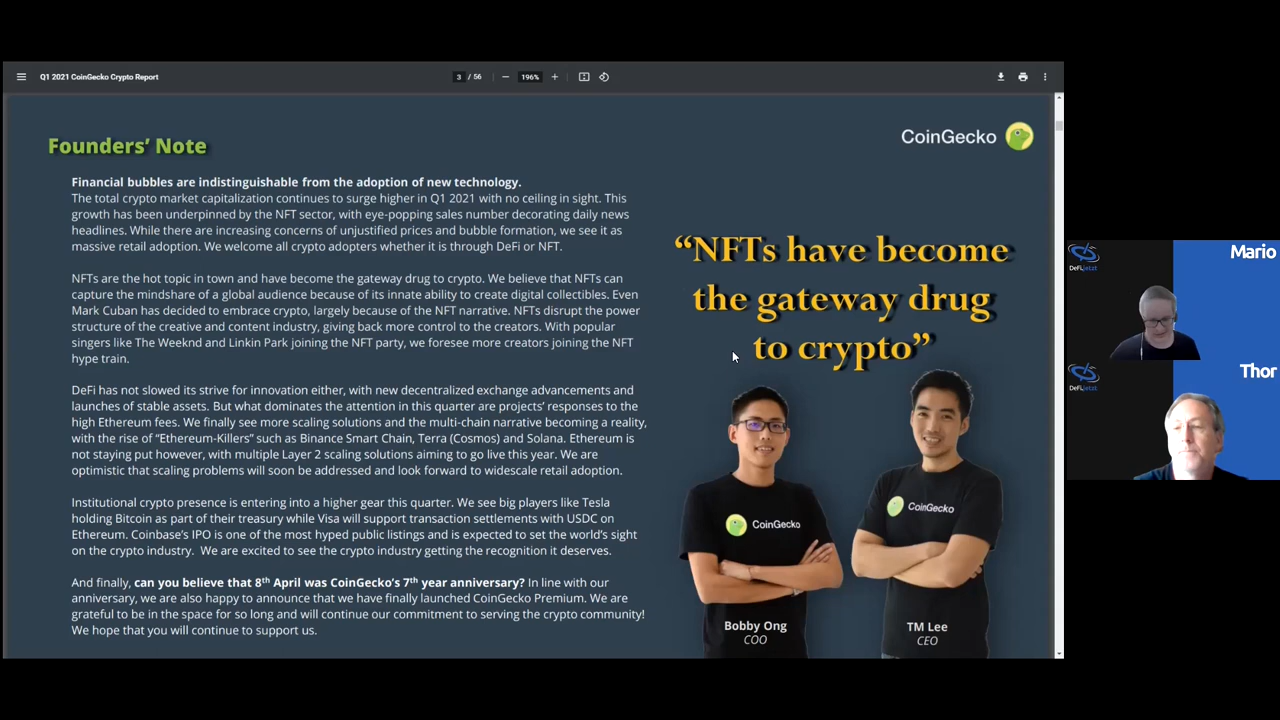 Q1 2021 CoinGecko Crypto Report
3 / 56
196%
Founders’ Note
CoinGecko
Financial bubbles are indistinguishable from the adoption of new technology.
The total crypto market capitalization continues to surge higher in Q1 2021 with no ceiling in sight. This
growth has been underpinned by the NFT sector, with eye-popping sales number decorating daily news
headlines. While there are increasing concerns of unjustified prices and bubble formation, we see it as
massive retail adoption. We welcome all crypto adopters whether it is through DeFi or NFT.
NFTs are the hot topic in town and have become the gateway drug to crypto. We believe that NFTs can
capture the mindshare of a global audience because of its innate ability to create digital collectibles. Even
Mark Cuban has decided to embrace crypto, largely because of the NFT narrative. NFTs disrupt the power
structure of the creative and content industry, giving back more control to the creators. With popular
singers like The Weeknd and Linkin Park joining the NFT party, we foresee more creators joining the NFT
hype train.
DeFi has not slowed its strive for innovation either, with new decentralized exchange advancements and
launches of stable assets. But what dominates the attention in this quarter are projects’ responses to the
high Ethereum fees. We finally see more scaling solutions and the multi-chain narrative becoming a reality,
with the rise of “Ethereum-Killers” such as Binance Smart Chain, Terra (Cosmos) and Solana. Ethereum is
not staying put however, with multiple Layer 2 scaling solutions aiming to go live this year. We are
optimistic that scaling problems will soon be addressed and look forward to widescale retail adoption.
Institutional crypto presence is entering into a higher gear this quarter. We see big players like Tesla
holding Bitcoin as part of their treasury while Visa will support transaction settlements with USDC on
Ethereum. Coinbase’s IPO is one of the most hyped public listings and is expected to set the world’s sight
on the crypto industry.  We are excited to see the crypto industry getting the recognition it deserves.
And finally, can you believe that 8th April was CoinGecko’s 7th year anniversary? In line with our
anniversary, we are also happy to announce that we have finally launched CoinGecko Premium. We are
grateful to be in the space for so long and will continue our commitment to serving the crypto community!
We hope that you will continue to support us.
“NFTs have become
the gateway drug
to crypto”
CoinGecko
CoinGecko
Bobby Ong
COO
TM Lee
CEO
Mario
DeFi.Jetzt
Thor
DeFi.Jetzt